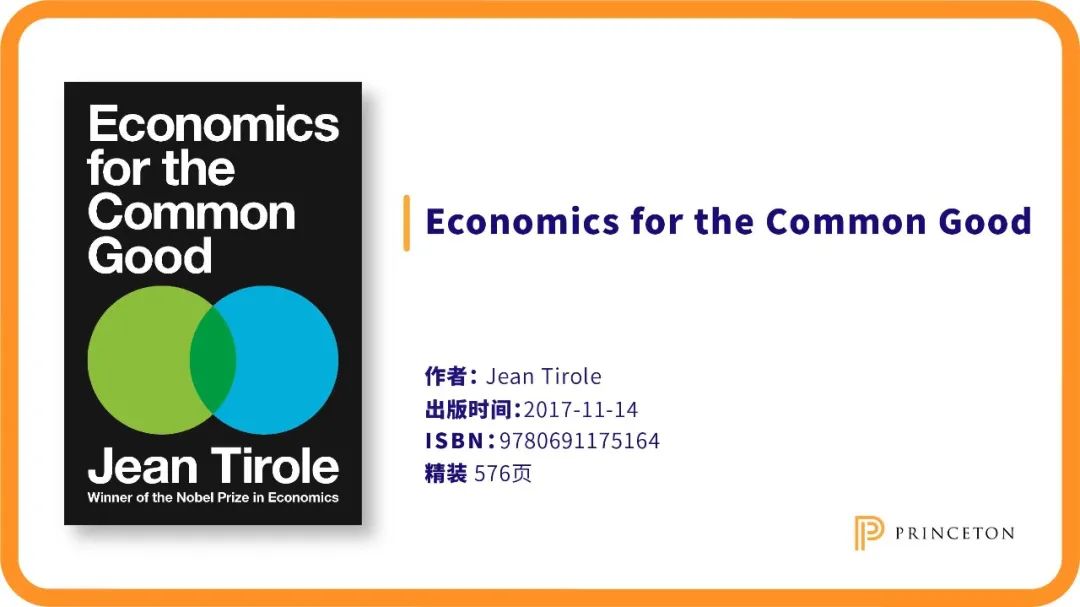 Economics
for the
Common
Good
Jean Tirole
Winner of the Nobel Prize in Economics
Economics for the Common Good
作者： Jean Tirole
出版时间：2017-11-14
ISBN：9780691175164
精装 576页
PRINCETON